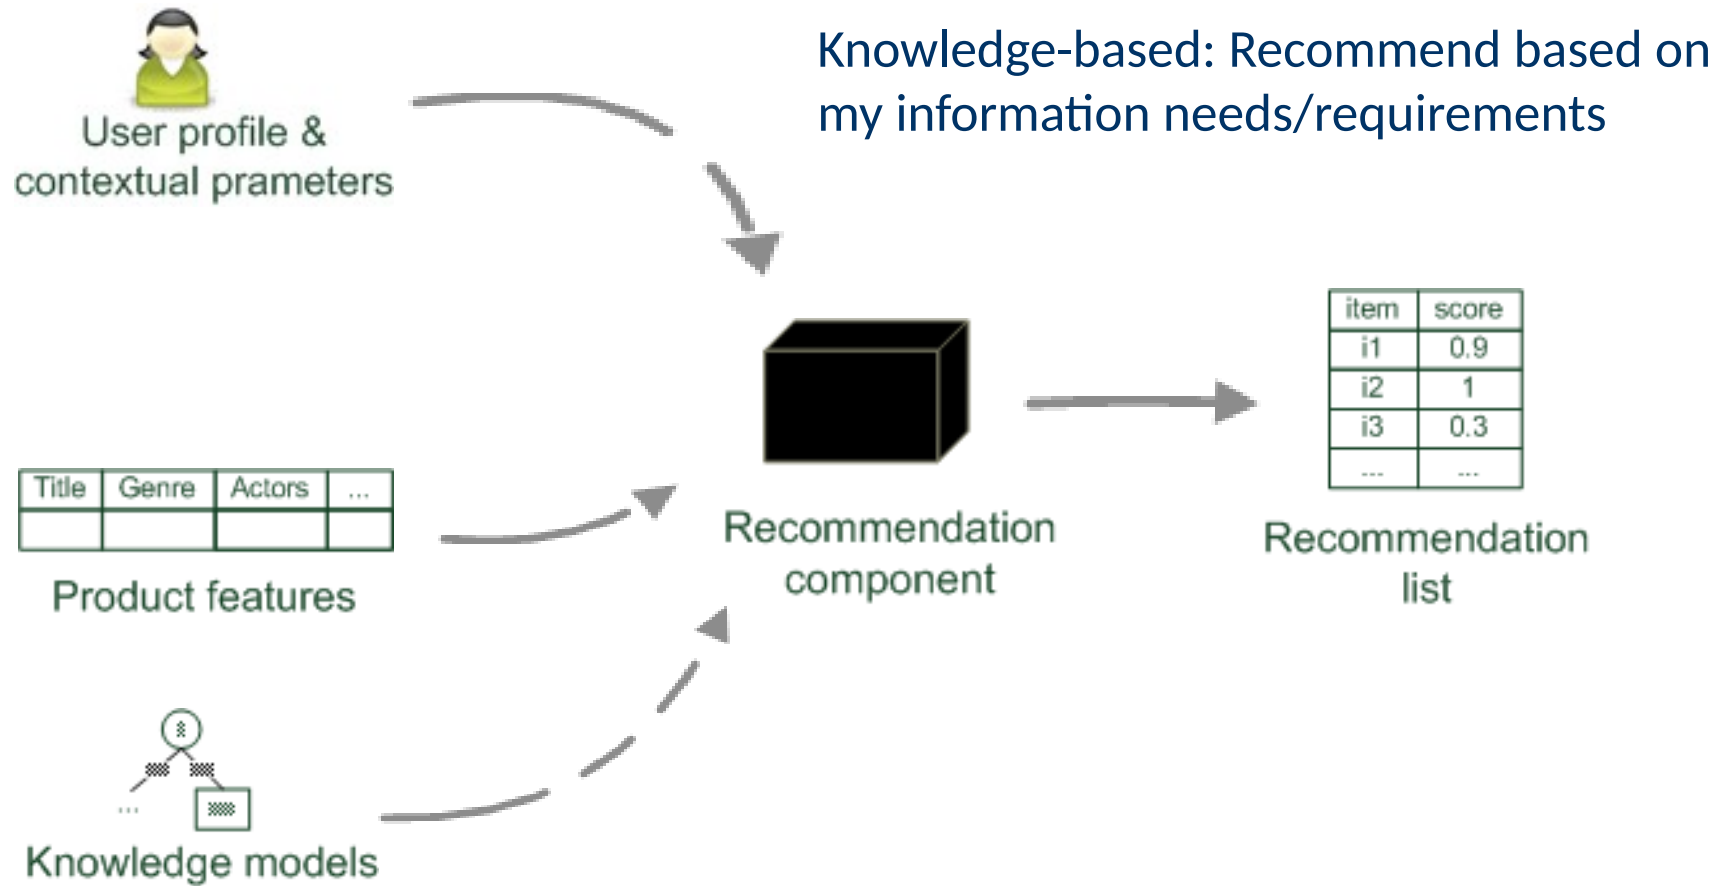 Knowledge-based: Recommend based on
my information needs/requirements
User profile &
contextual prameters
Title Genre Actors ...
Product features
Knowledge models
...
Recommendation
component
item score
i1 0.9
i2 1
i3 0.3
... ...
Recommendation
list